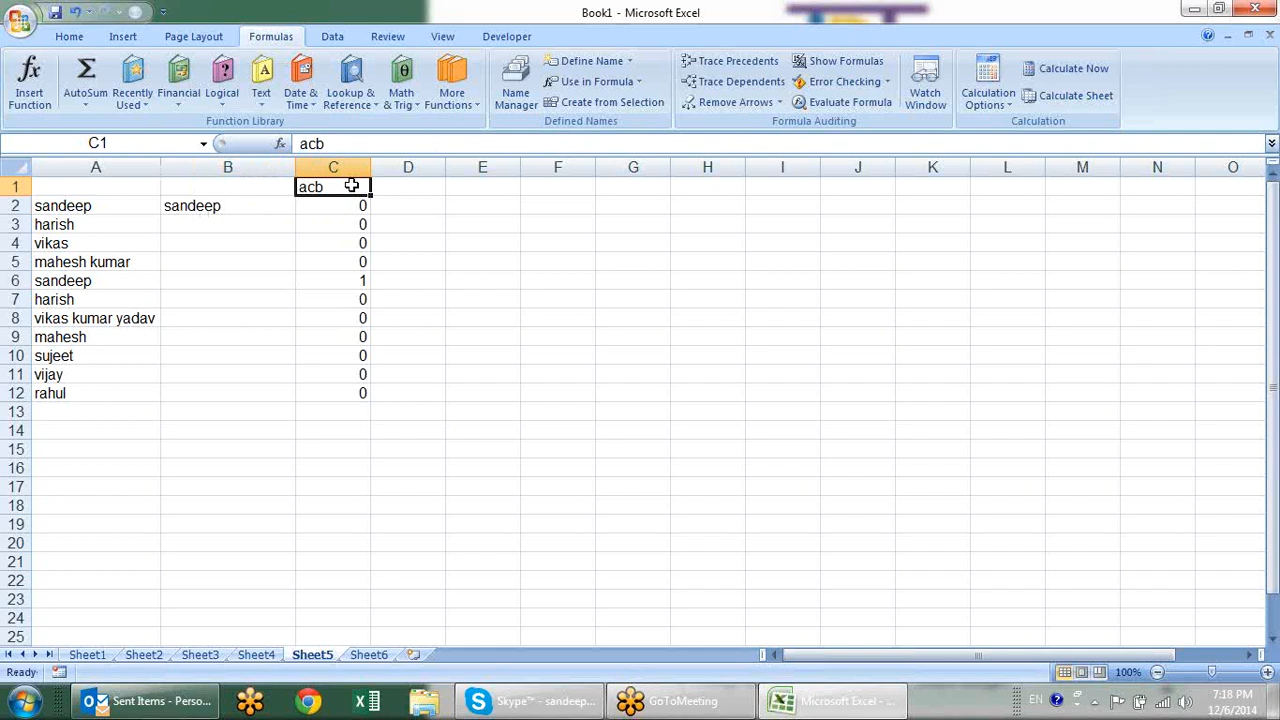 Book1 - Microsoft Excel
Home Insert Page Layout Formulas Data Review View Developer
Insert Function
AutoSum
Recently Used
Financial
Logical
Text
Date & Time
Lookup & Reference
Math & Trig
More Functions
Function Library
Name Manager
Define Name
Use in Formula
Create from Selection
Defined Names
Trace Precedents
Trace Dependents
Remove Arrows
Show Formulas
Error Checking
Evaluate Formula
Watch Window
Formula Auditing
Calculation Options
Calculate Now
Calculate Sheet
Calculation
C1 fx acb
A B C D E F G H I J K L M N O
1 acb
2 sandeep sandeep 0
3 harish 0
4 vikas 0
5 mahesh kumar 0
6 sandeep 1
7 harish 0
8 vikas kumar yadav 0
9 mahesh 0
10 sujeet 0
11 vijay 0
12 rahul 0
13
14
15
16
17
18
19
20
21
22
23
24
25
Sheet1 Sheet2 Sheet3 Sheet4 Sheet5 Sheet6
Ready 100%
Sent Items - Perso... Skype™ - sandeep... GoToMeeting Microsoft Excel - ... EN 7:18 PM
12/6/2014